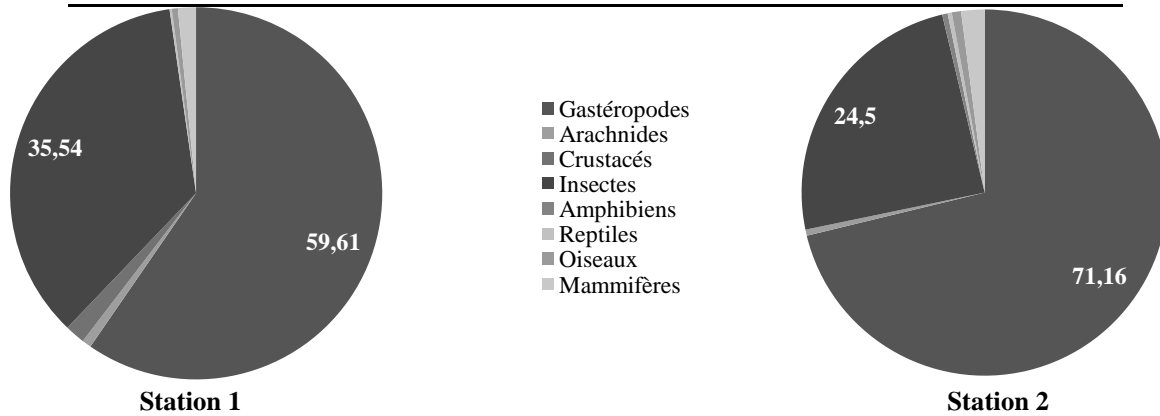 35,54
59,61
Station 1
Gastéropodes
Arachnides
Crustacés
Insectes
Amphibiens
Reptiles
Oiseaux
Mammifères
24,5
71,16
Station 2